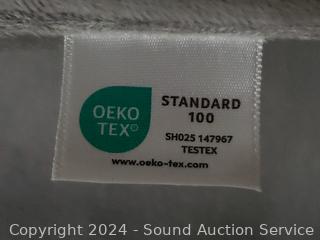 OEKO
TEX®
STANDARD
100
SH025 147967
TESTEX
www.oeko-tex.com
Copyright © 2024 - Sound Auction Service